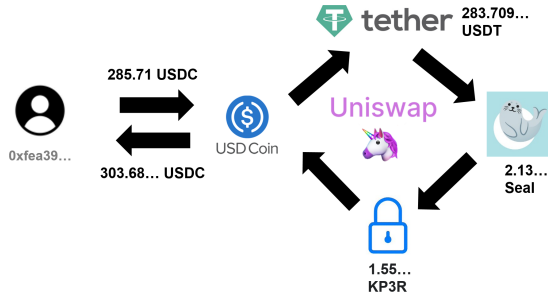 tether
283.709...
USDT
285.71 USDC
Uniswap
USD Coin
0xfea39...
303.68... USDC
2.13...
Seal
1.55...
KP3R